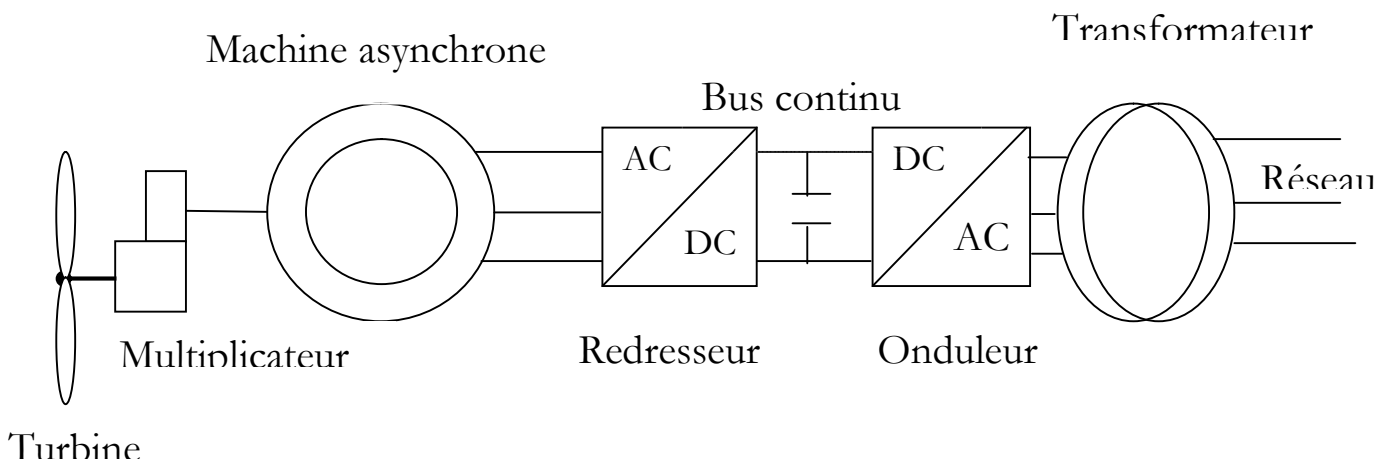 Transformateur
Machine asynchrone
Bus continu
AC
DC
DC
AC
Réseau
Multiplicateur
Redresseur
Onduleur
Turbine